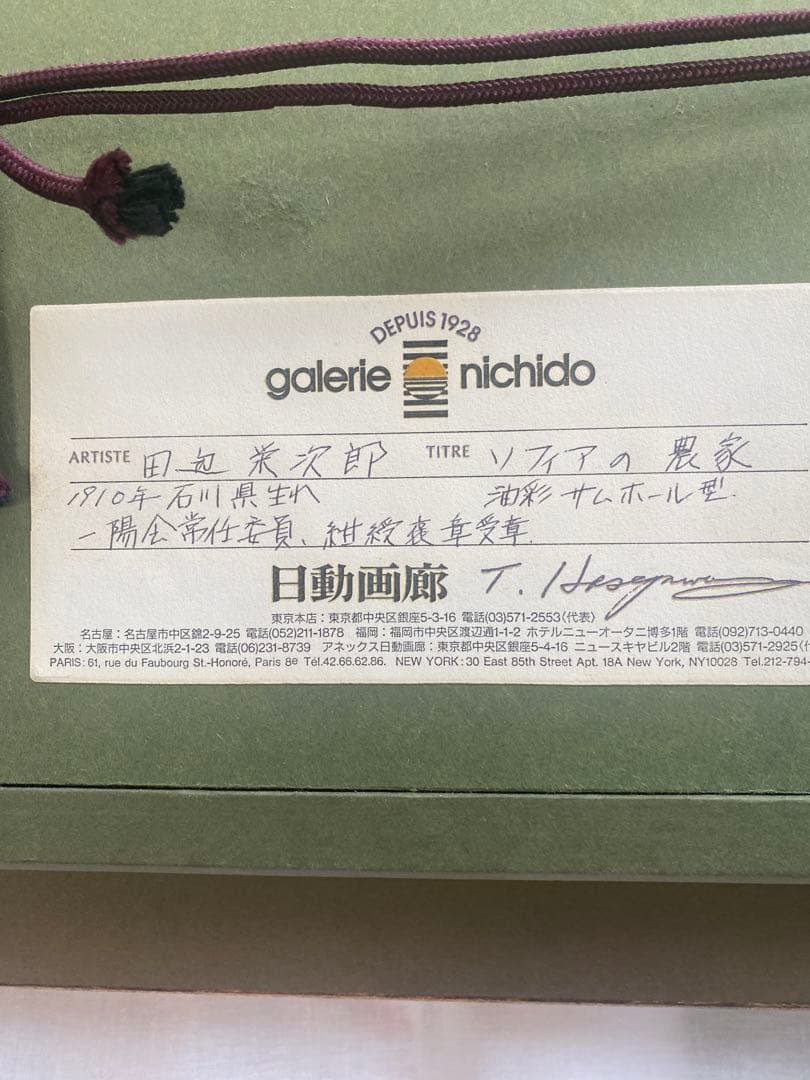 DEPUIS 1928
galerie nichido
ARTISTE 田辺 栄次郎 TITRE ソフィアの 農家
1910年 石川県生れ 油彩 サムホール型.
一陽会常任委員、紺綬褒章受章.
日動画廊 T. Hasegawa
東京本店：東京都中央区銀座5-3-16 電話(03)571-2553〈代表〉
名古屋：名古屋市中区錦2-9-25 電話(052)211-1878 福岡：福岡市中央区渡辺通1-1-2 ホテルニューオータニ博多1階 電話(092)713-0440
大阪：大阪市中央区北浜2-1-23 電話(06)231-8739 アネックス日動画廊：東京都中央区銀座5-4-16 ニュースキヤビル2階 電話(03)571-2925〈
PARIS: 61, rue du Faubourg St.-Honoré, Paris 8e Tél.42.66.62.86. NEW YORK: 30 East 85th Street Apt. 18A New York, NY10028 Tel.212-794-